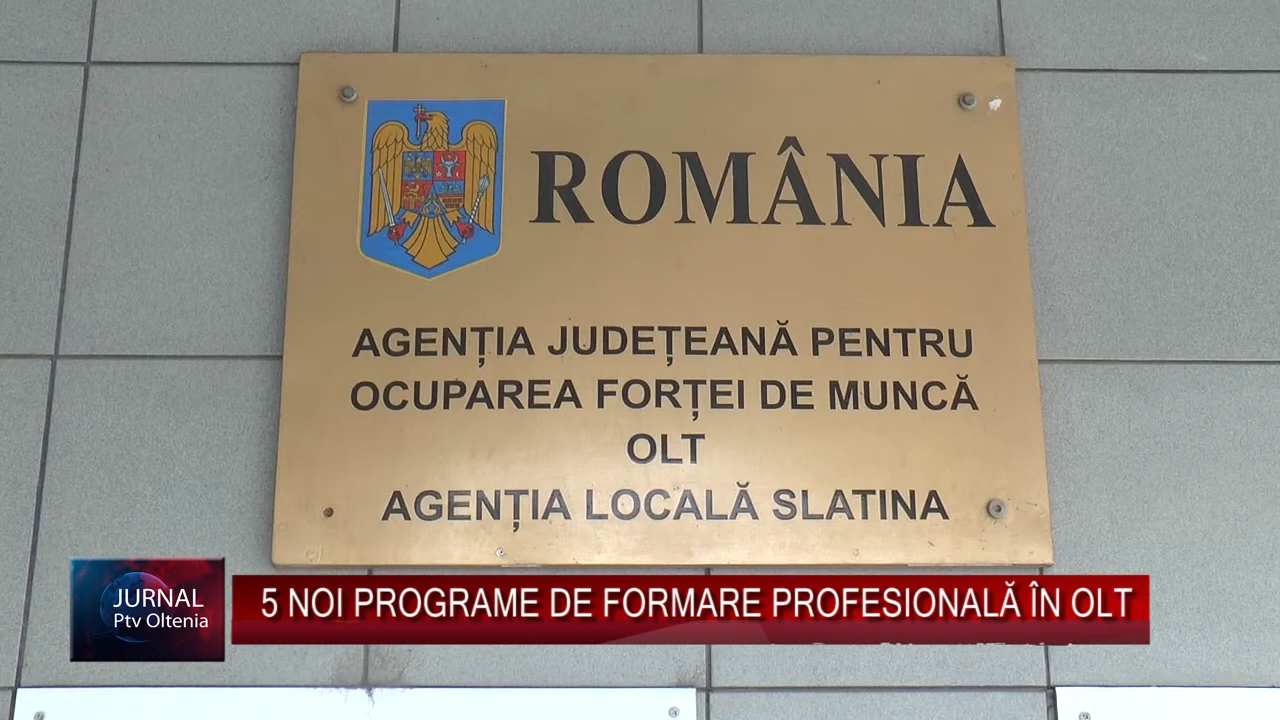 ROMÂNIA
AGENȚIA JUDEȚEANĂ PENTRU
OCUPAREA FORȚEI DE MUNCĂ
OLT
AGENȚIA LOCALĂ SLATINA
JURNAL
Ptv Oltenia
5 NOI PROGRAME DE FORMARE PROFESIONALĂ ÎN OLT